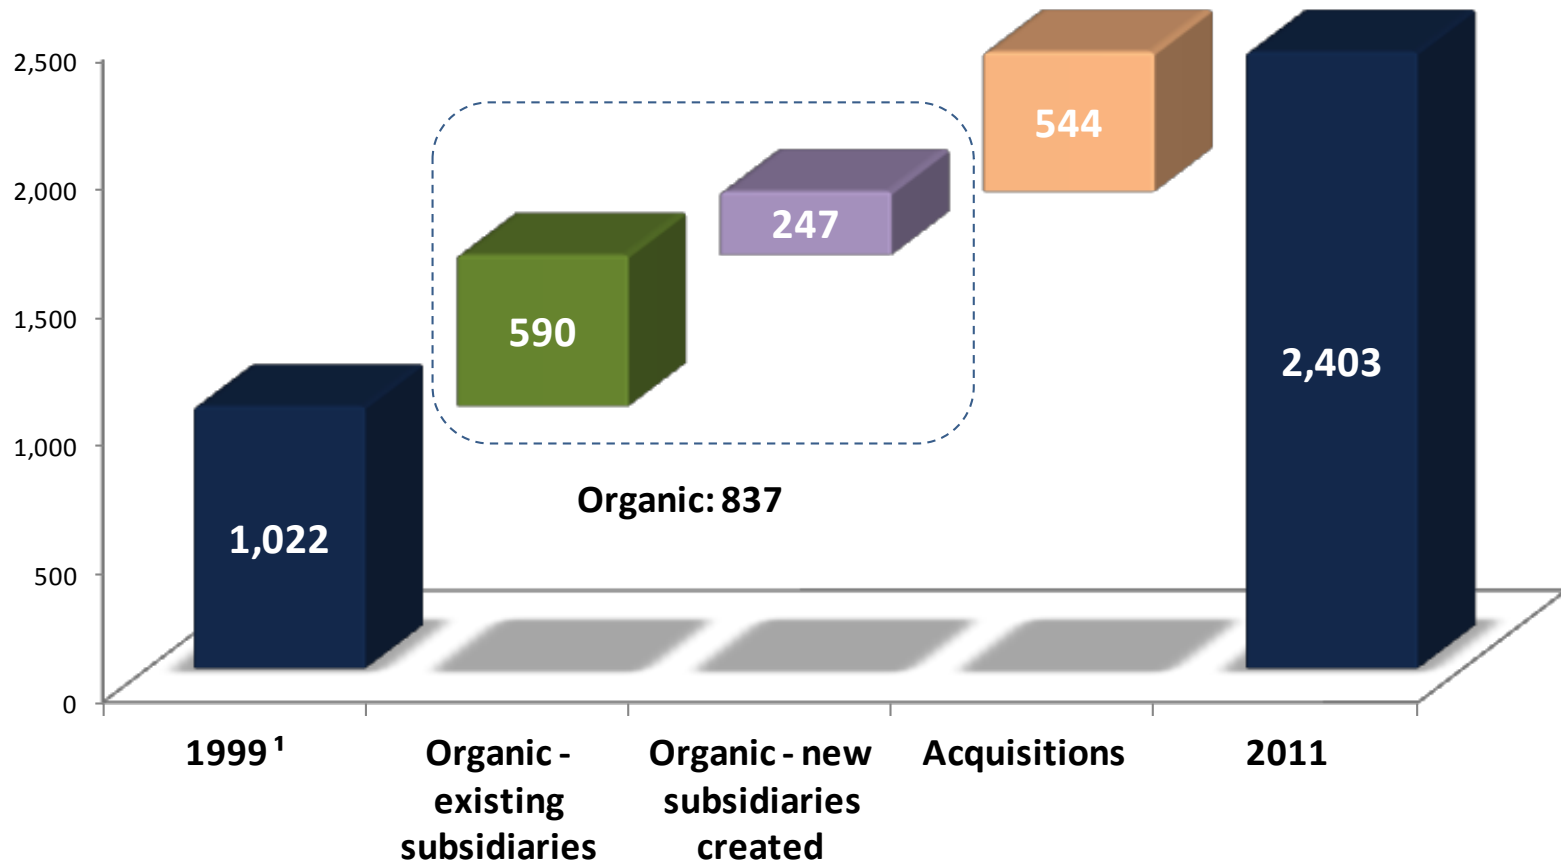 2,500
2,000
1,500
1,000
500
0
1,022
590
247
544
2,403
Organic: 837
1999 ¹
Organic -
existing
subsidiaries
Organic - new
subsidiaries
created
Acquisitions
2011